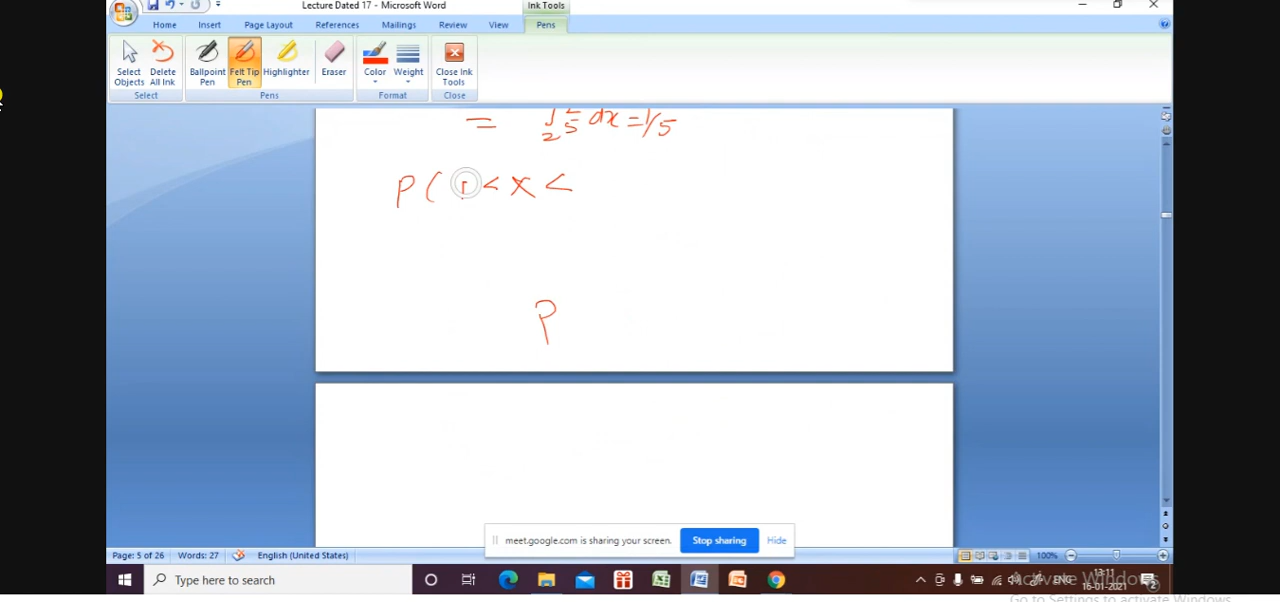 Lecture Dated 17 - Microsoft Word
Ink Tools
Home Insert Page Layout References Mailings Review View Pens
Select Objects
Delete All Ink
Ballpoint Pen
Felt Tip Pen
Highlighter
Eraser
Color
Weight
Close Ink Tools
Select Pens Format Close
= dx = 1/5
P ( < x <
P
meet.google.com is sharing your screen. Stop sharing Hide
Page: 5 of 26 Words: 27 English (United States) 100%
Type here to search
ENG
13:11
16-01-2021
2
Activate Windows
Go to Settings to activate Windows.